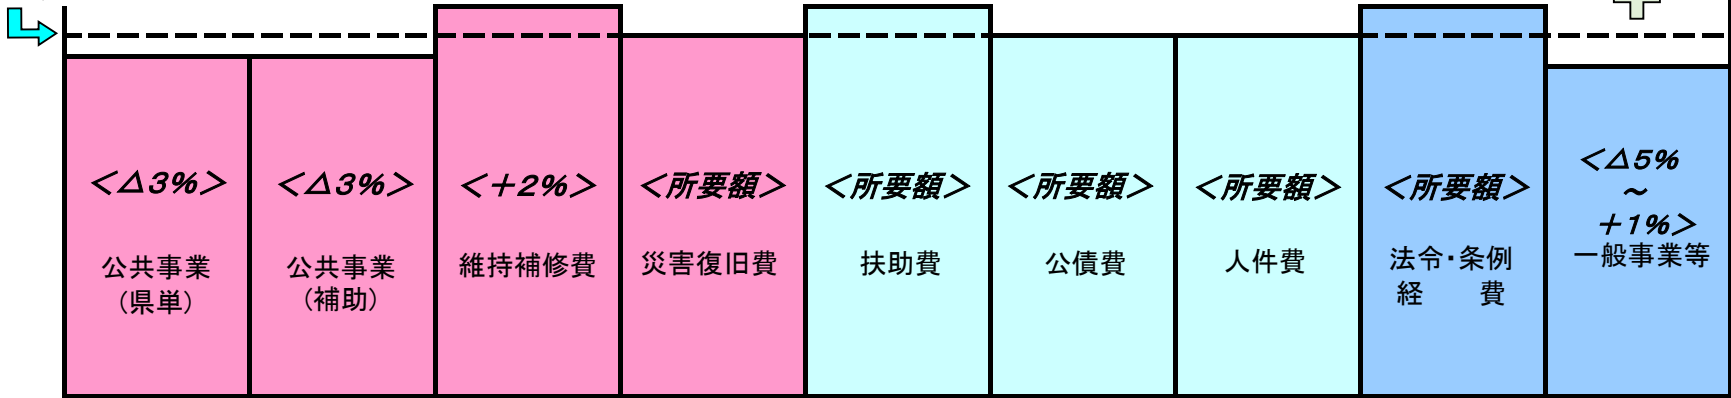 ＜△3％＞
公共事業
（県単）
＜△3％＞
公共事業
（補助）
＜＋2％＞
維持補修費
＜所要額＞
災害復旧費
＜所要額＞
扶助費
＜所要額＞
公債費
＜所要額＞
人件費
＜所要額＞
法令・条例
経　　費
＜△5％
～
＋1％＞
一般事業等